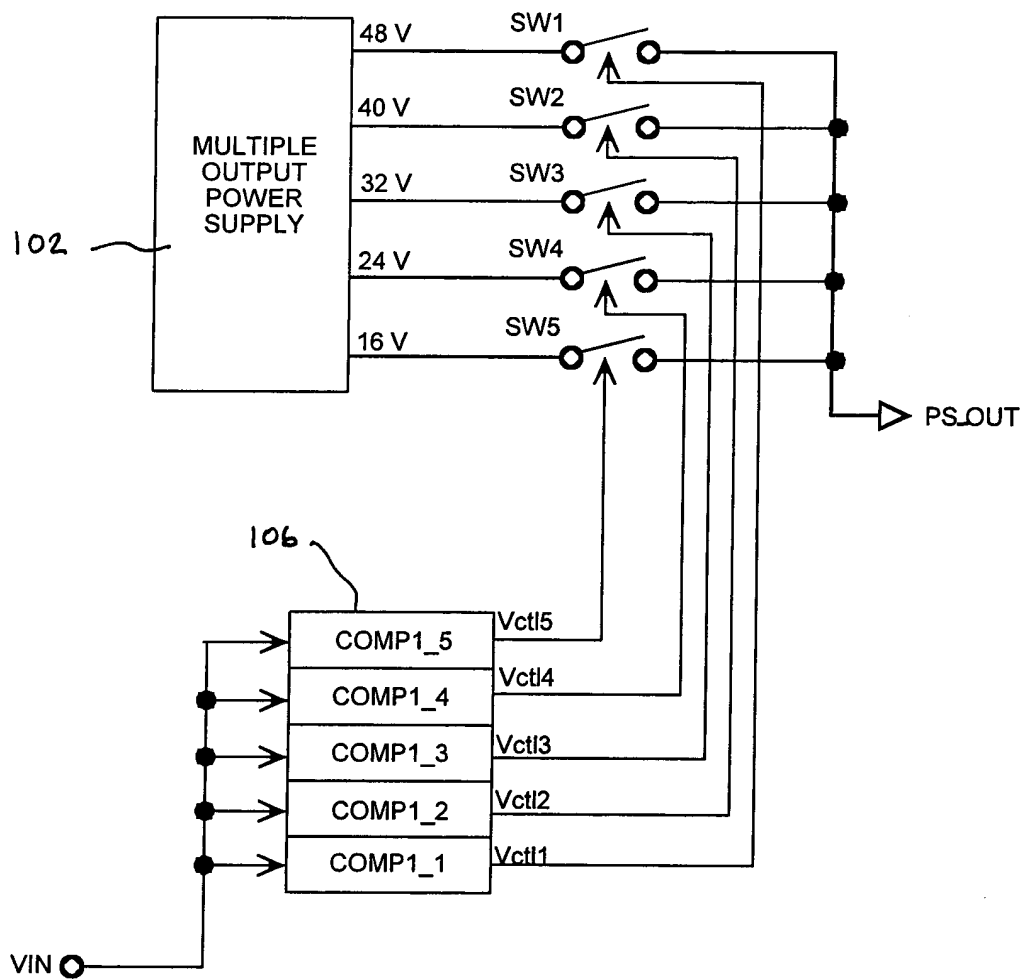 48 V
SW1
40 V
SW2
MULTIPLE
OUTPUT
POWER
SUPPLY
32 V
SW3
102
24 V
SW4
16 V
SW5
PS_OUT
106
COMP1_5
Vctl5
COMP1_4
Vctl4
COMP1_3
Vctl3
COMP1_2
Vctl2
COMP1_1
Vctl1
VIN